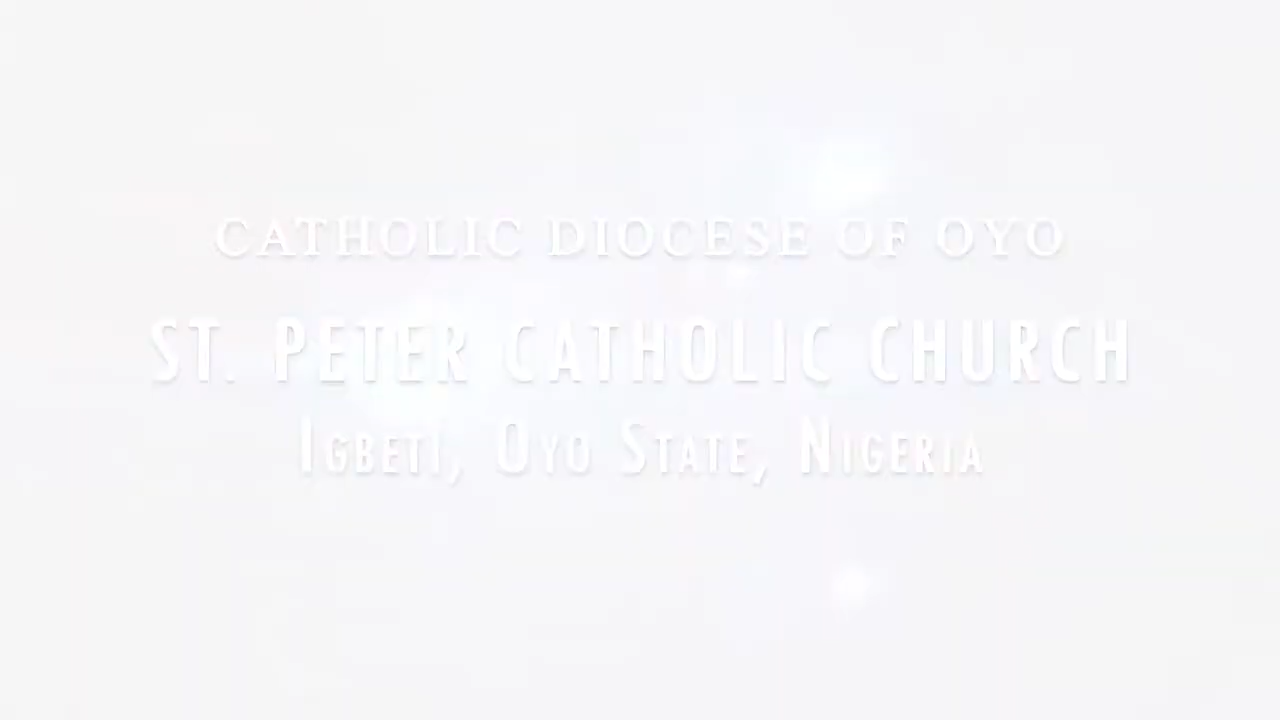 CATHOLIC DIOCESE OF OYO
ST. PETER CATHOLIC CHURCH
Igbeti, Oyo State, Nigeria